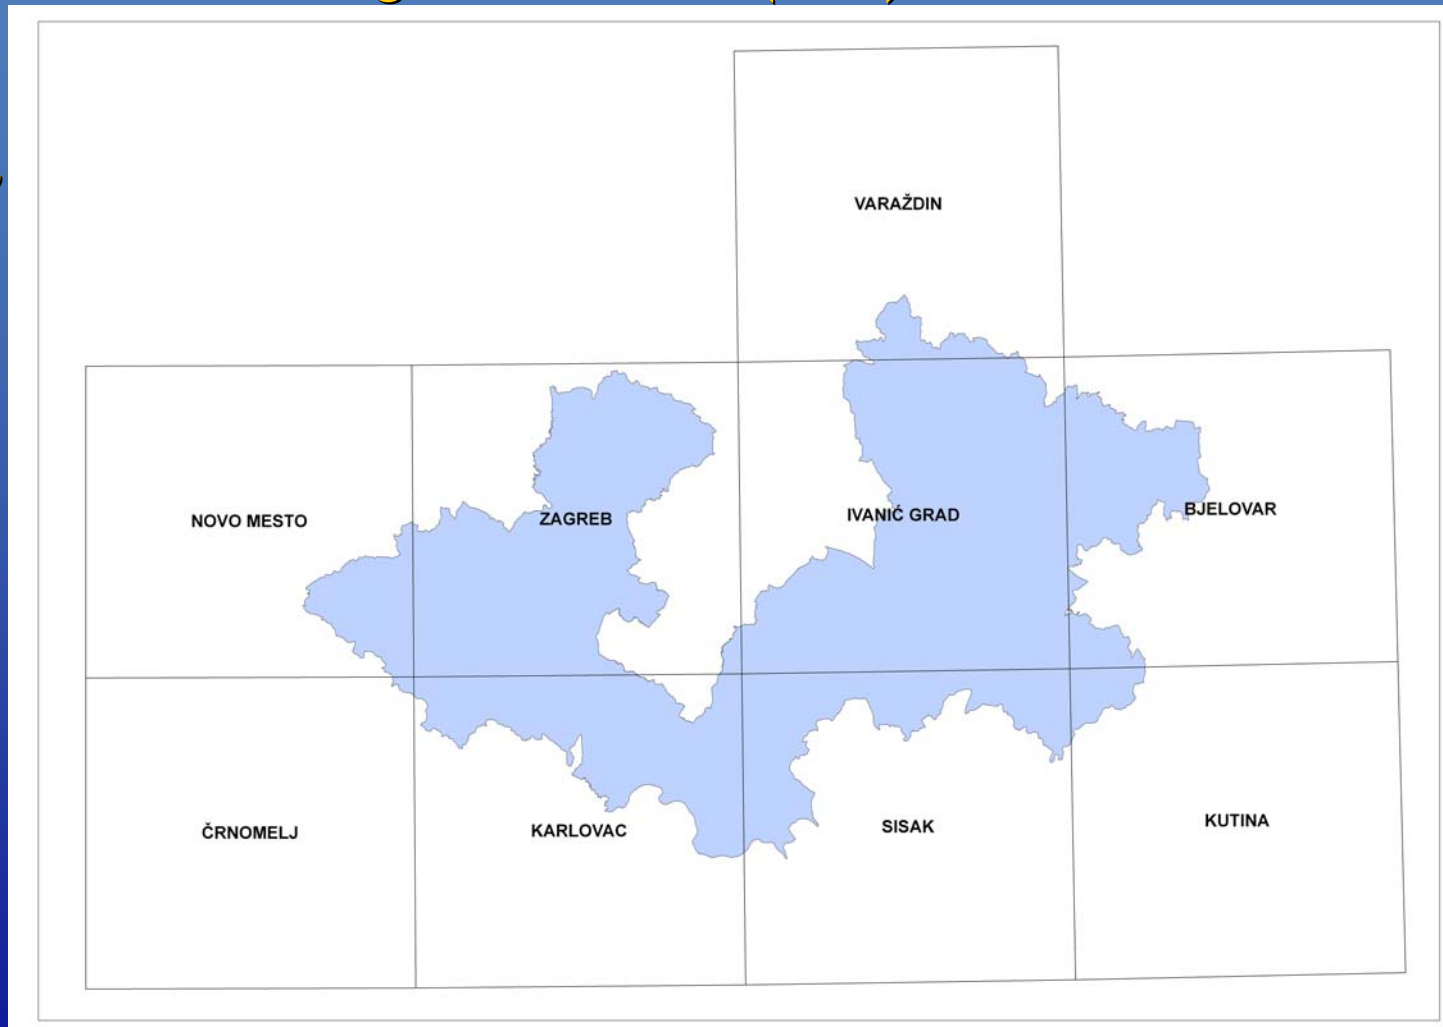 VARAŽDIN
NOVO MESTO
ZAGREB
IVANIĆ GRAD
BJELOVAR
ČRNOMELJ
KARLOVAC
SISAK
KUTINA